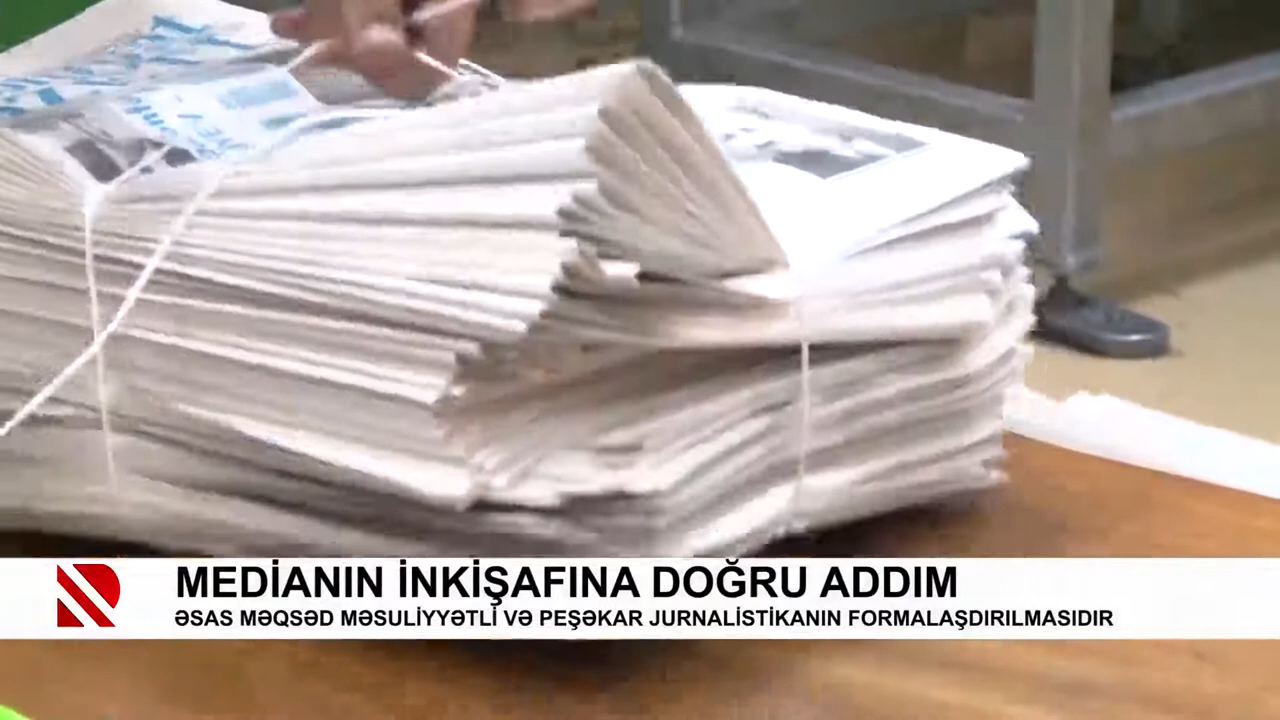 MEDİANIN İNKİŞAFINA DOĞRU ADDIM
ƏSAS MƏQSƏD MƏSULİYYƏTLİ VƏ PEŞƏKAR JURNALİSTİKANIN FORMALAŞDIRILMASIDIR